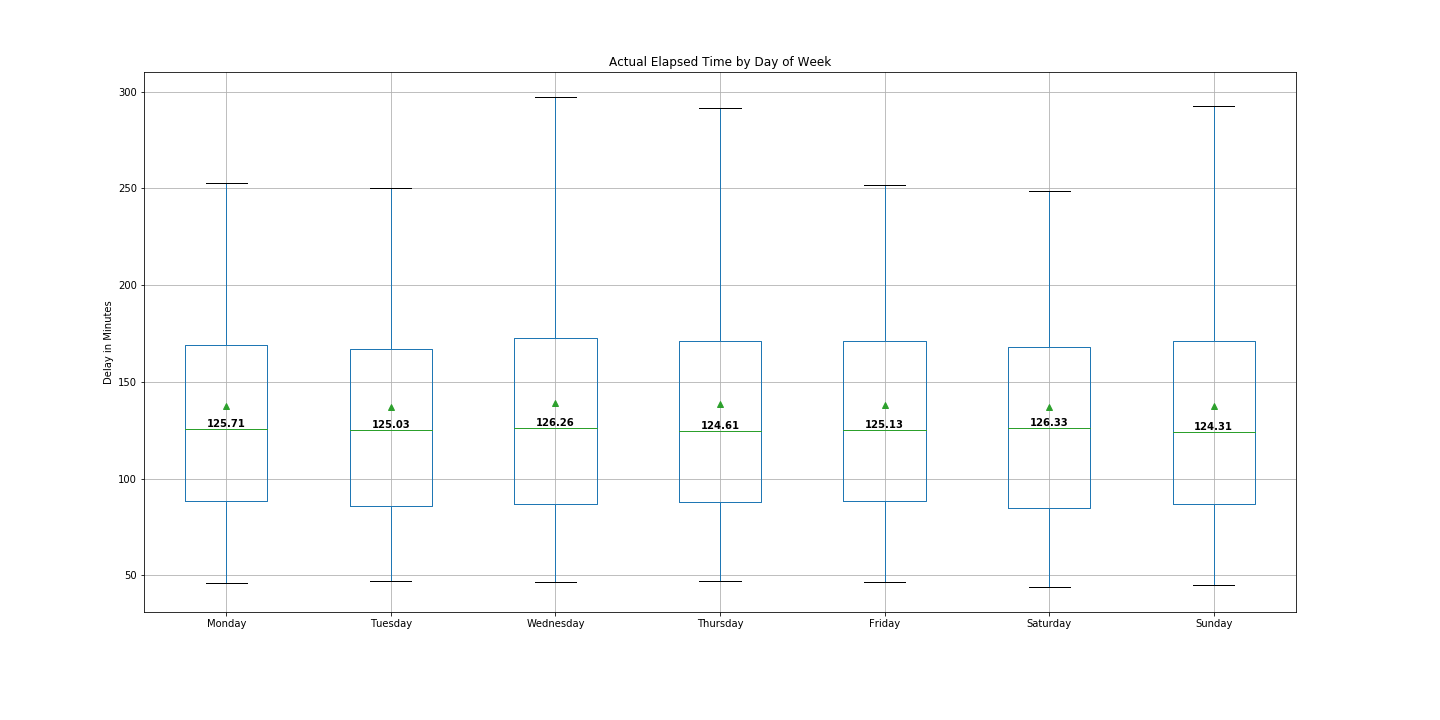 Actual Elapsed Time by Day of Week
Delay in Minutes
300
250
200
150
100
50
125.71
125.03
126.26
124.61
125.13
126.33
124.31
Monday
Tuesday
Wednesday
Thursday
Friday
Saturday
Sunday